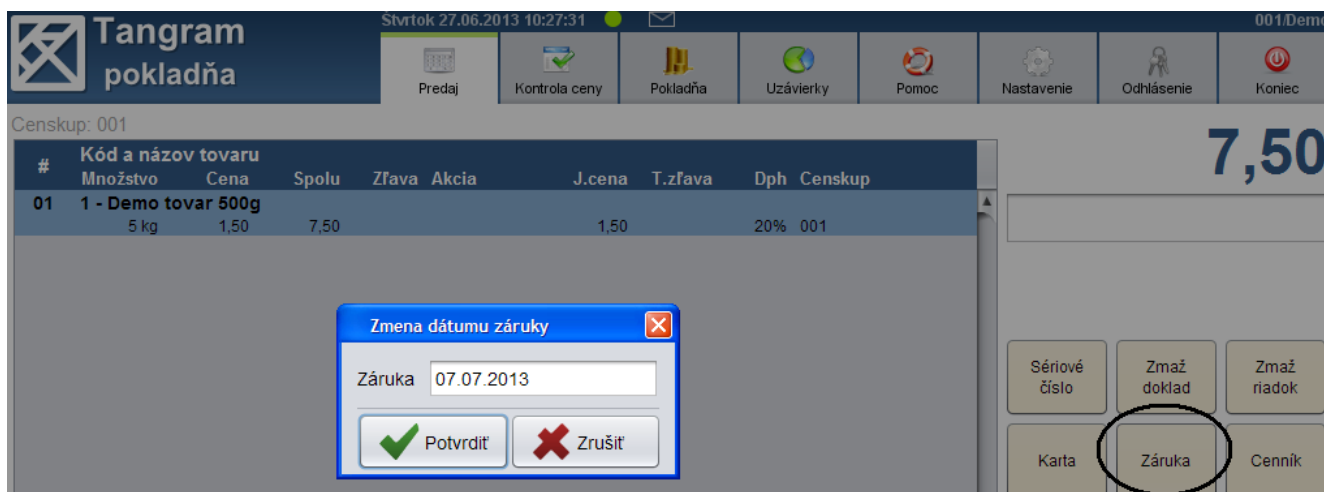 Tangram
pokladňa
Štvrtok 27.06.2013 10:27:31
001/Demo
Predaj
Kontrola ceny
Pokladňa
Uzávierky
Pomoc
Nastavenie
Odhlásenie
Koniec
Censkup: 001
7,50
# Kód a názov tovaru
Množstvo Cena Spolu Zľava Akcia J.cena T.zľava Dph Censkup
01 1 - Demo tovar 500g
5 kg 1,50 7,50 1,50 20% 001
Zmena dátumu záruky
Záruka 07.07.2013
Potvrdiť Zrušiť
Sériové
číslo
Zmaž
doklad
Zmaž
riadok
Karta
Záruka
Cenník